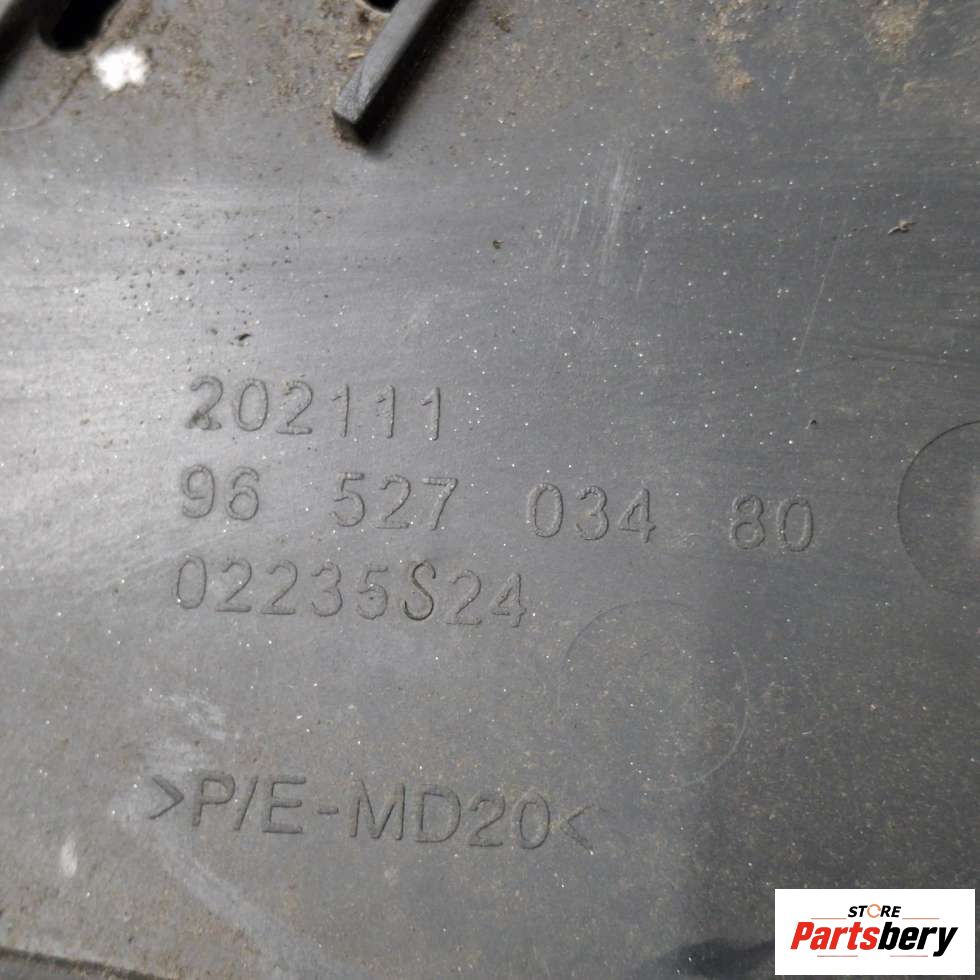 202111
96 527 034 80
02235S24
>P/E-MD20<
STORE
Partsbery